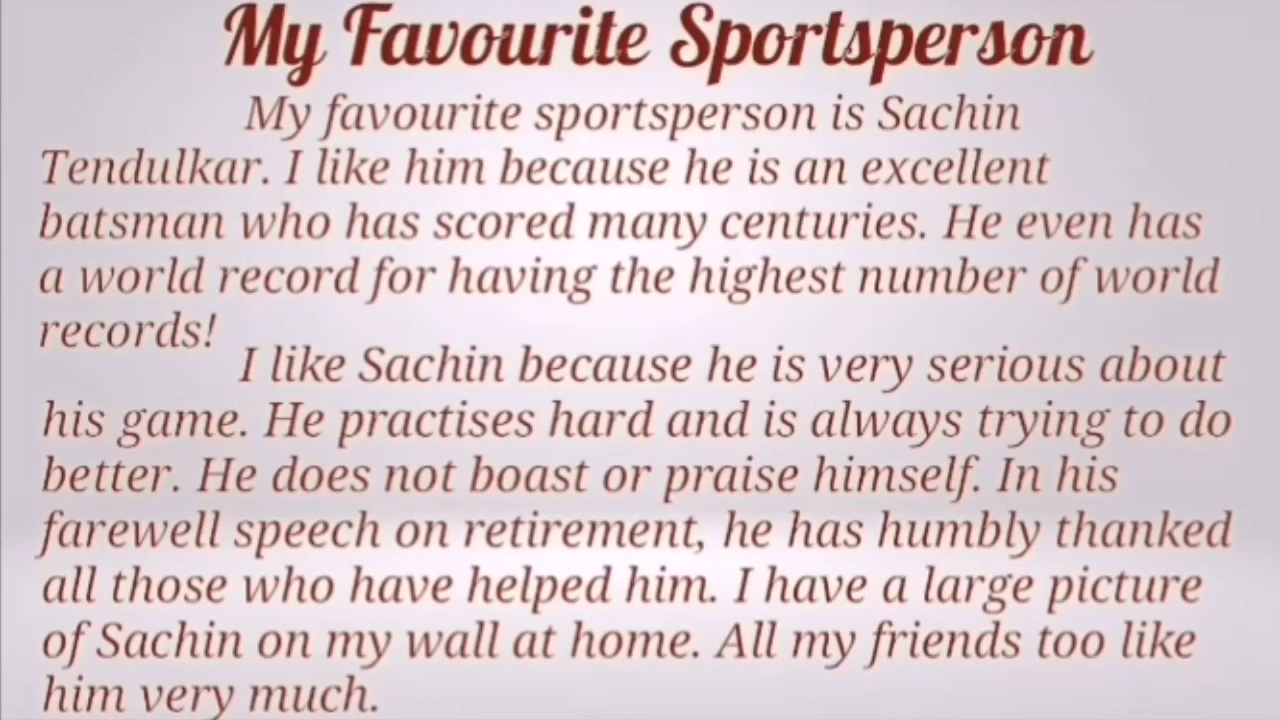 My Favourite Sportsperson
My favourite sportsperson is Sachin
Tendulkar. I like him because he is an excellent
batsman who has scored many centuries. He even has
a world record for having the highest number of world
records!
I like Sachin because he is very serious about
his game. He practises hard and is always trying to do
better. He does not boast or praise himself. In his
farewell speech on retirement, he has humbly thanked
all those who have helped him. I have a large picture
of Sachin on my wall at home. All my friends too like
him very much.